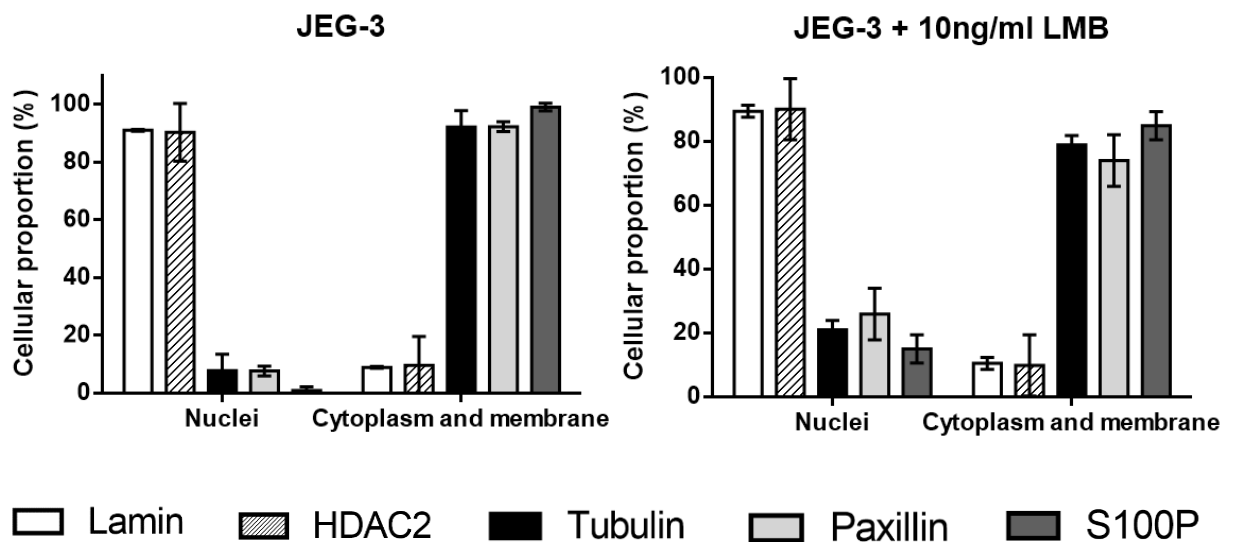 JEG-3
Cellular proportion (%)
100
80
60
40
20
0
Nuclei
Cytoplasm and membrane
JEG-3 + 10ng/ml LMB
Cellular proportion (%)
100
80
60
40
20
0
Nuclei
Cytoplasm and membrane
Lamin
HDAC2
Tubulin
Paxillin
S100P